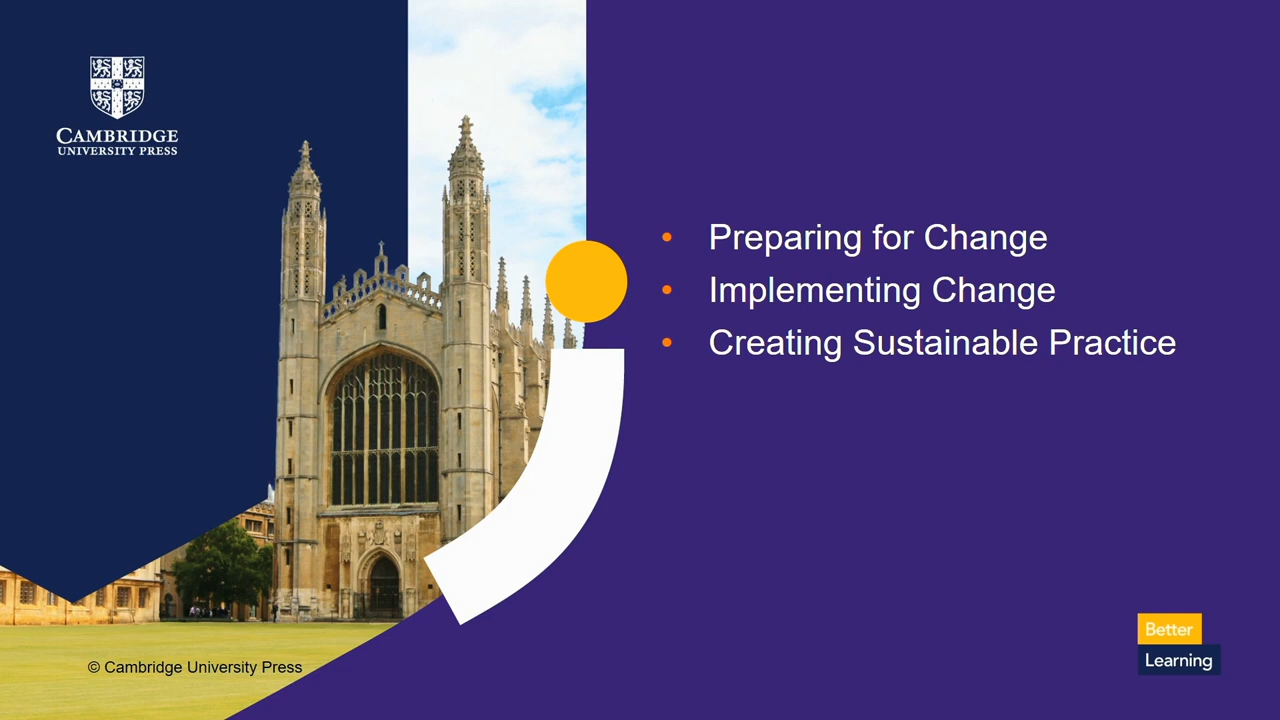 CAMBRIDGE
UNIVERSITY PRESS
• Preparing for Change
• Implementing Change
• Creating Sustainable Practice
© Cambridge University Press
Better
Learning